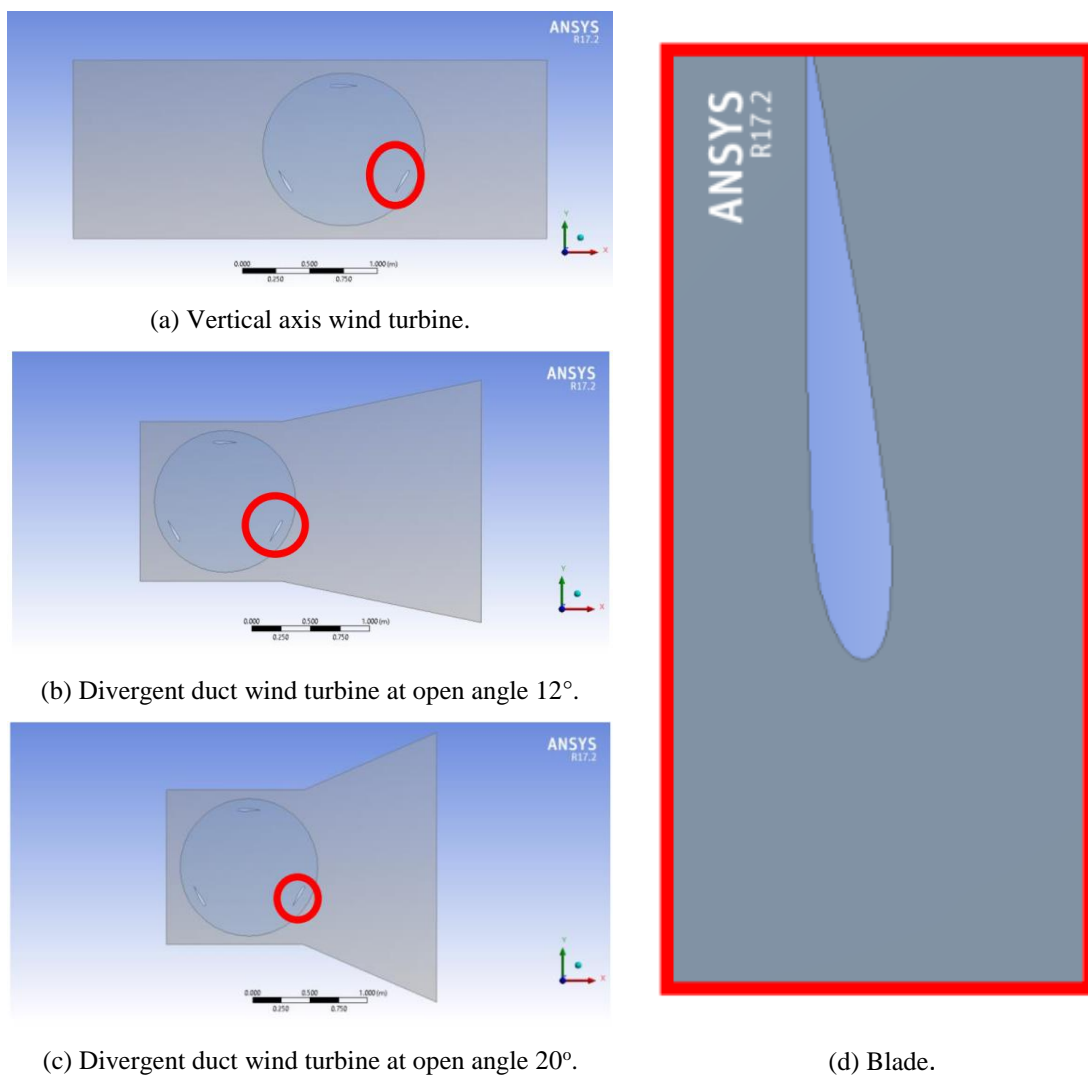 ANSYS
R17.2
Y
X
0.000 0.500 1.000 (m)
0.250 0.750
(a) Vertical axis wind turbine.
ANSYS
R17.2
Y
X
0.000 0.500 1.000 (m)
0.250 0.750
(b) Divergent duct wind turbine at open angle 12°.
ANSYS
R17.2
Y
X
0.000 0.500 1.000 (m)
0.250 0.750
(c) Divergent duct wind turbine at open angle 20º.
ANSYS
R17.2
(d) Blade.